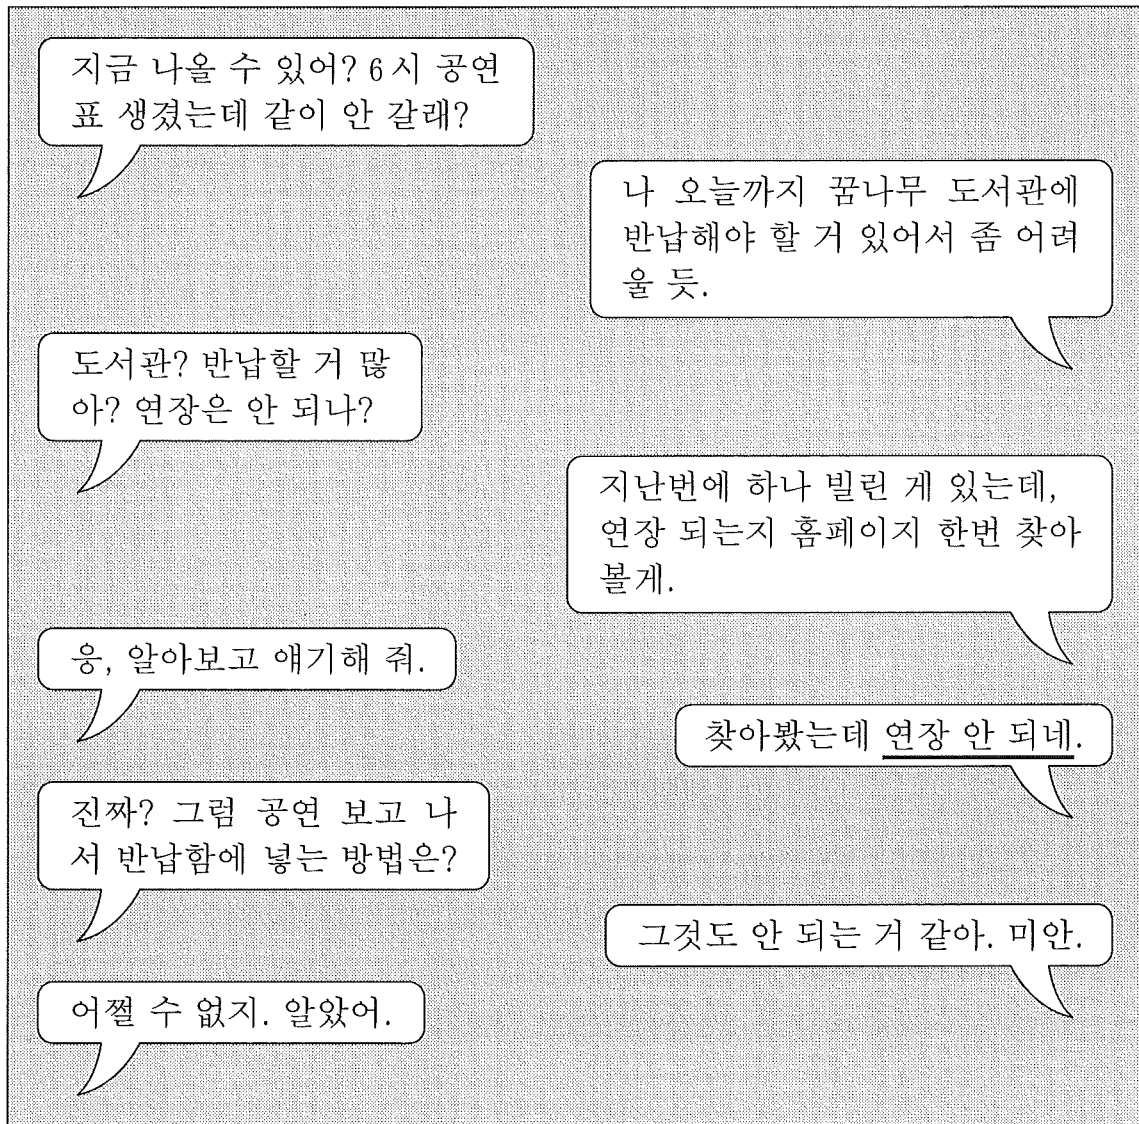 지금 나올 수 있어? 6시 공연
표 생겼는데 같이 안 갈래?
나 오늘까지 꿈나무 도서관에
반납해야 할 거 있어서 좀 어려
울 듯.
도서관? 반납할 거 많
아? 연장은 안 되나?
지난번에 하나 빌린 게 있는데,
연장 되는지 홈페이지 한번 찾아
볼게.
응, 알아보고 얘기해 줘.
찾아봤는데 연장 안 되네.
진짜? 그럼 공연 보고 나
서 반납함에 넣는 방법은?
그것도 안 되는 거 같아. 미안.
어쩔 수 없지. 알았어.